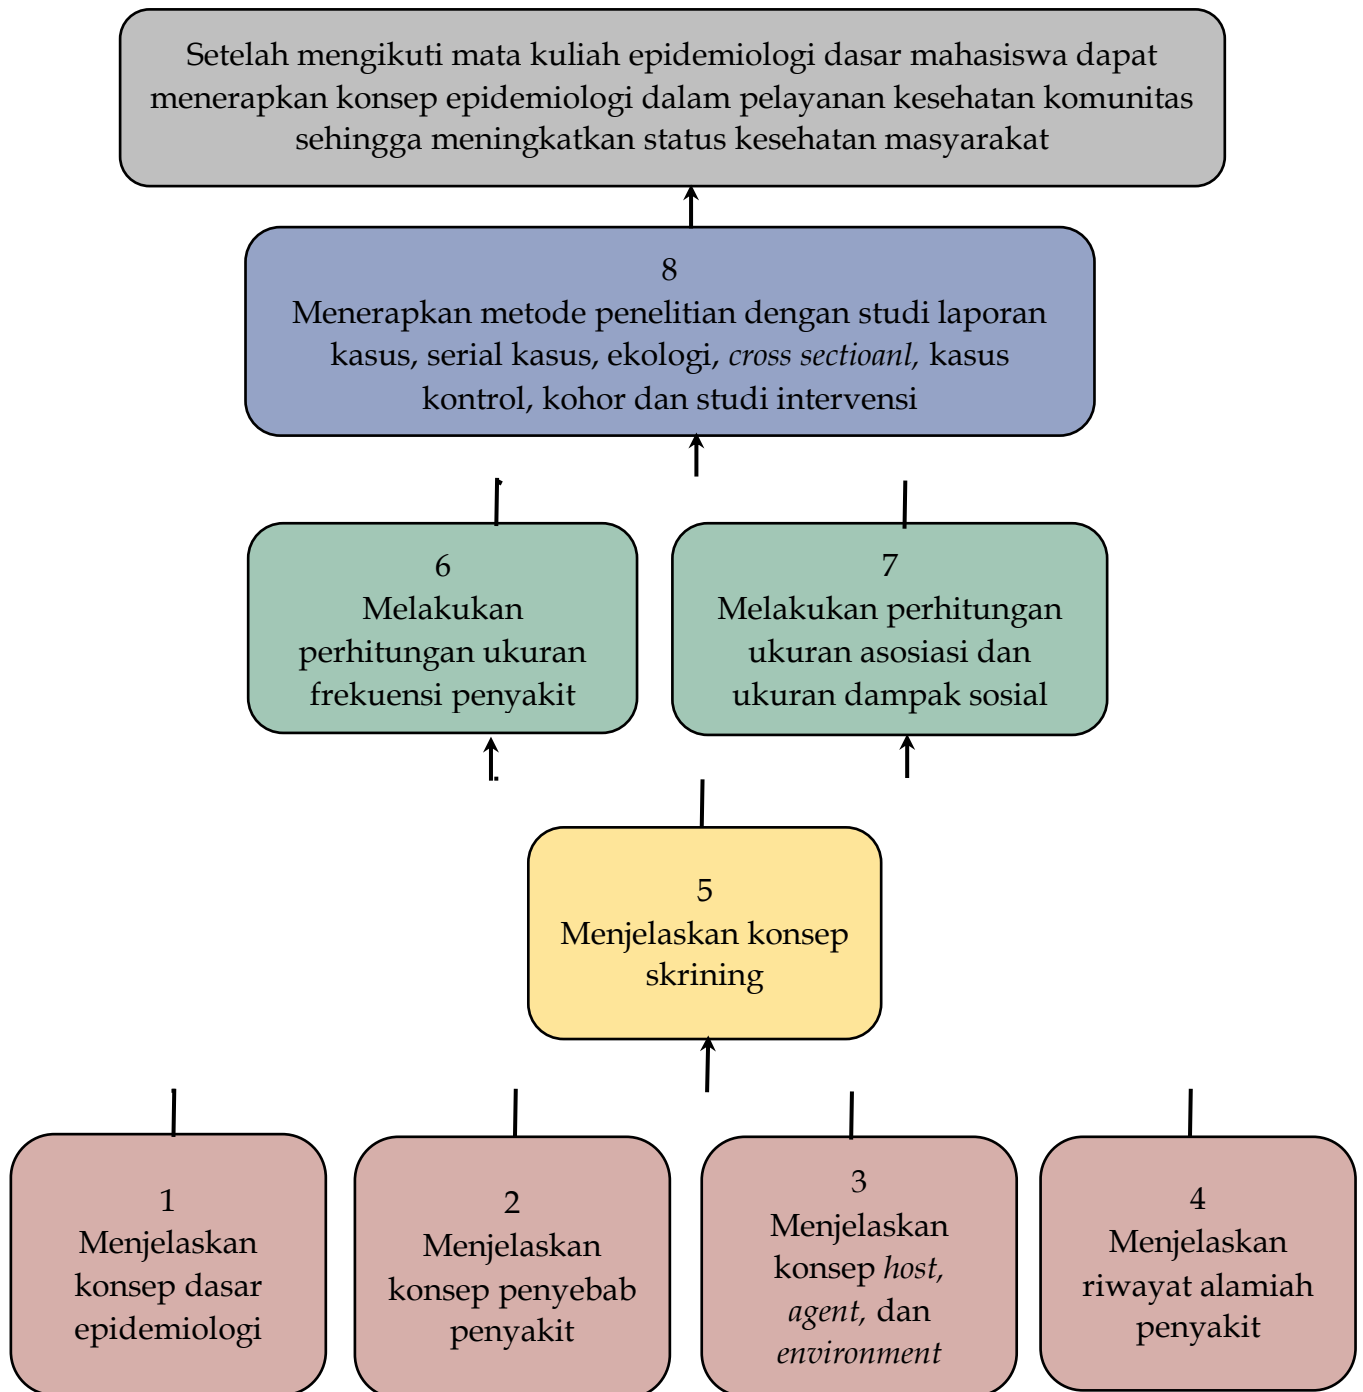 Setelah mengikuti mata kuliah epidemiologi dasar mahasiswa dapat
menerapkan konsep epidemiologi dalam pelayanan kesehatan komunitas
sehingga meningkatkan status kesehatan masyarakat
8
Menerapkan metode penelitian dengan studi laporan
kasus, serial kasus, ekologi, cross sectioanl, kasus
kontrol, kohor dan studi intervensi
6
Melakukan
perhitungan ukuran
frekuensi penyakit
7
Melakukan perhitungan
ukuran asosiasi dan
ukuran dampak sosial
5
Menjelaskan konsep
skrining
1
Menjelaskan
konsep dasar
epidemiologi
2
Menjelaskan
konsep penyebab
penyakit
3
Menjelaskan
konsep host,
agent, dan
environment
4
Menjelaskan
riwayat alamiah
penyakit